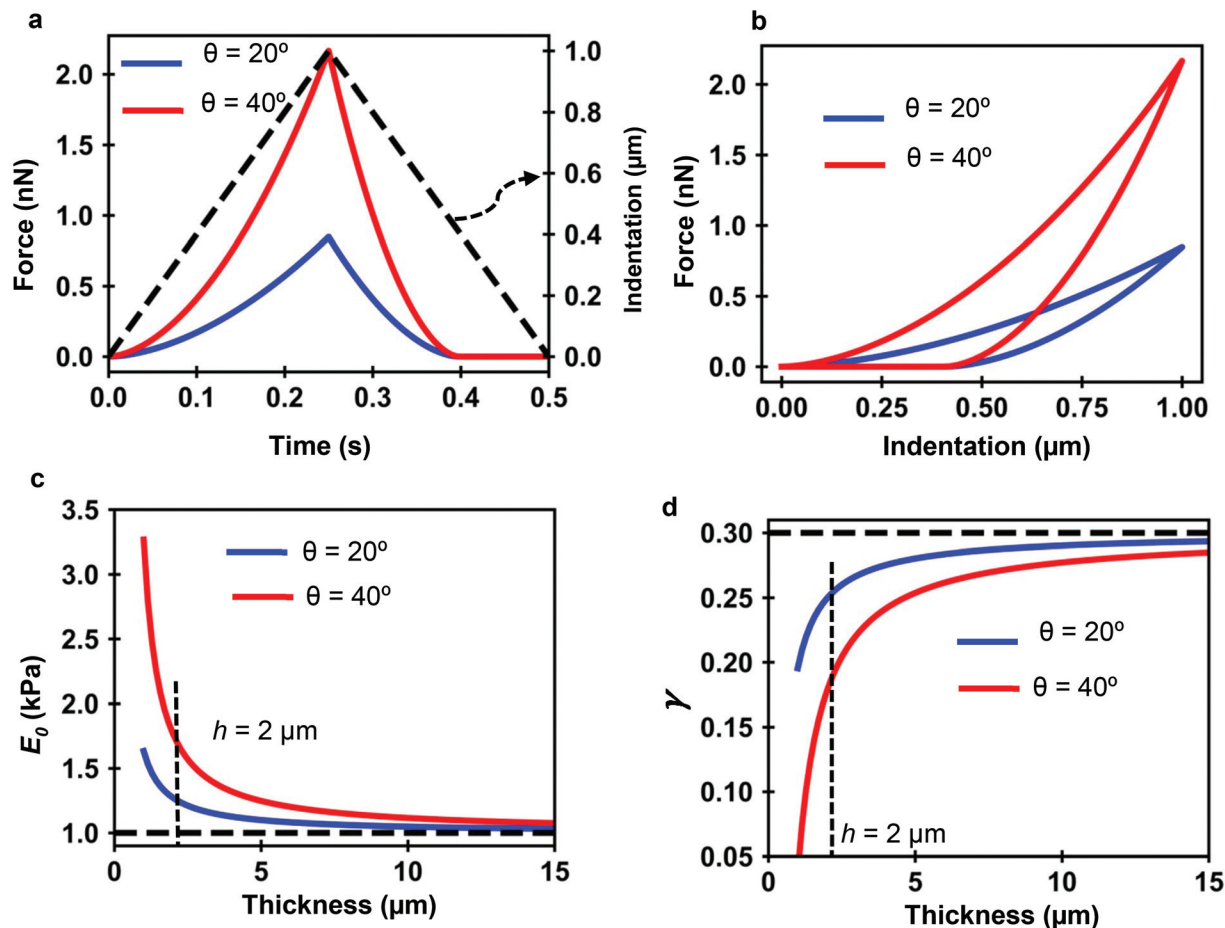 a
θ = 20º
θ = 40º
Force (nN)
2.0
1.5
1.0
0.5
0.0
1.0
0.8
0.6
0.4
0.2
0.0
Indentation (µm)
0.0 0.1 0.2 0.3 0.4 0.5
Time (s)
b
θ = 20º
θ = 40º
Force (nN)
2.0
1.5
1.0
0.5
0.0
0.00 0.25 0.50 0.75 1.00
Indentation (µm)
c
θ = 20º
θ = 40º
h = 2 µm
E0 (kPa)
3.5
3.0
2.5
2.0
1.5
1.0
0 5 10 15
Thickness (µm)
d
γ
0.30
0.25
0.20
0.15
0.10
0.05
θ = 20º
θ = 40º
h = 2 µm
0 5 10 15
Thickness (µm)